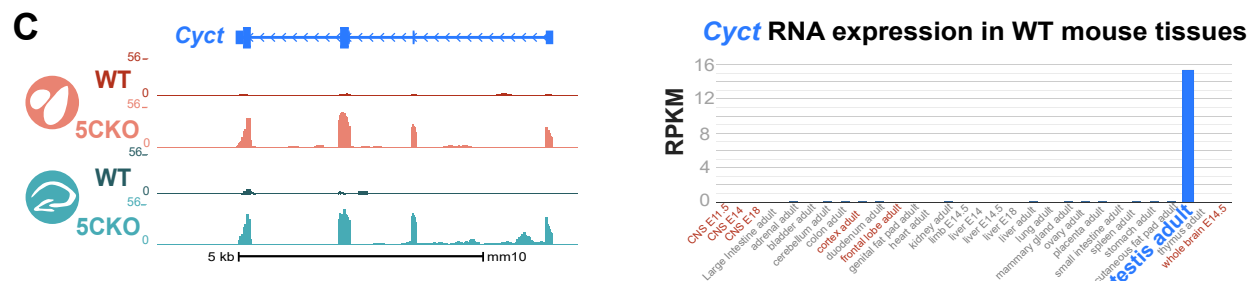 C
Cyct
56
WT
0
56
5CKO
0
56
WT
0
56
5CKO
0
5 kb
mm10
Cyct RNA expression in WT mouse tissues
RPKM
16
12
8
4
0
CNS E11.5
CNS E14
CNS E18
Large Intestine adult
adrenal adult
bladder adult
cerebellum adult
colon adult
cortex adult
duodenum adult
frontal lobe adult
genital fat pad adult
heart adult
kidney adult
limb E14.5
liver E14
liver E14.5
liver E18
liver adult
lung adult
mammary gland adult
ovary adult
placenta adult
small intestine adult
spleen adult
stomach adult
cutaneous fat pad adult
testis adult
thymus adult
whole brain E14.5